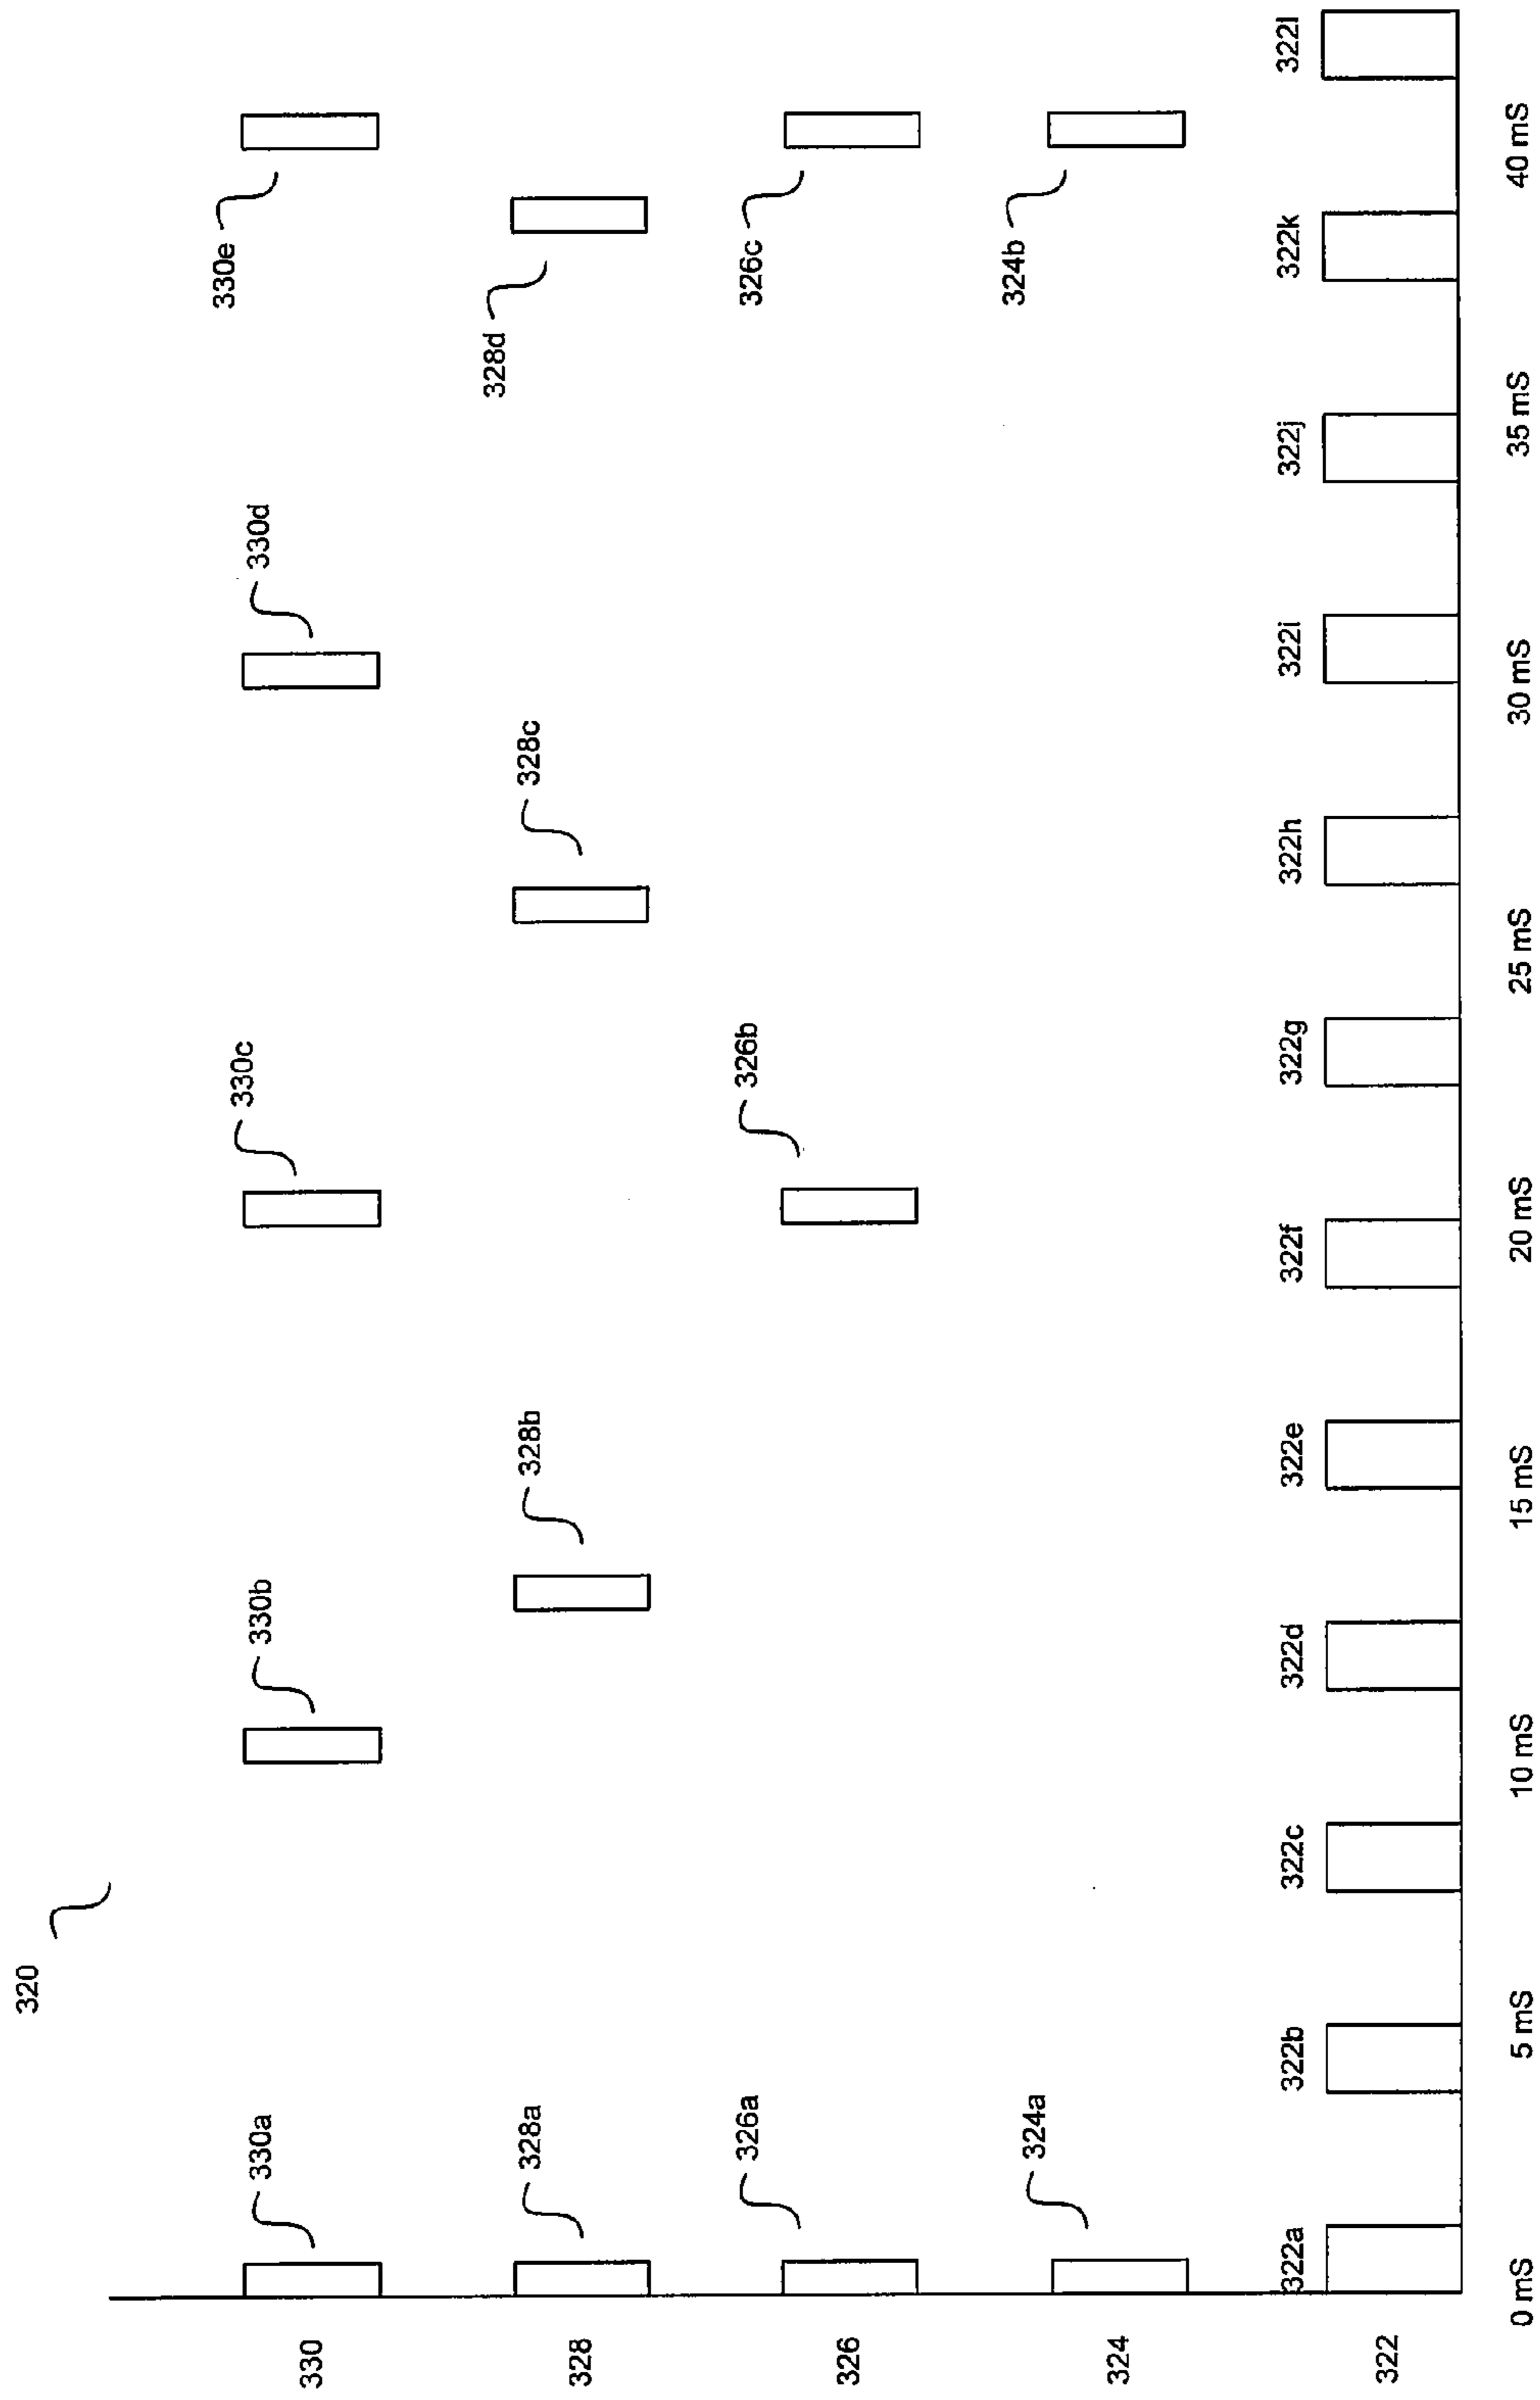 320
330
330a
330b
330c
330d
330e
328
328a
328b
328c
328d
326
326a
326b
326c
324
324a
324b
322
322a
322b
322c
322d
322e
322f
322g
322h
322i
322j
322k
322l
0 mS
5 mS
10 mS
15 mS
20 mS
25 mS
30 mS
35 mS
40 mS